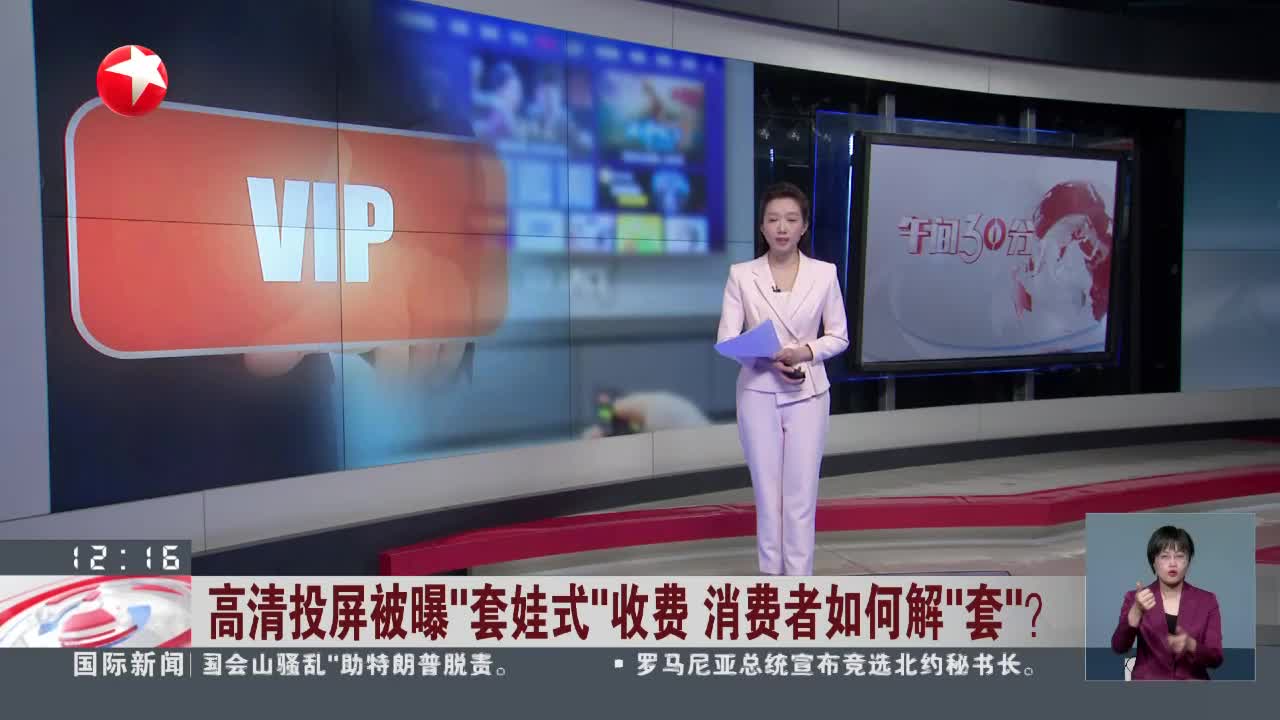 VIP
午间30分
12:16
高清投屏被曝"套娃式"收费 消费者如何解"套"?
国际新闻
国会山骚乱"助特朗普脱责。 ▪ 罗马尼亚总统宣布竞选北约秘书长。